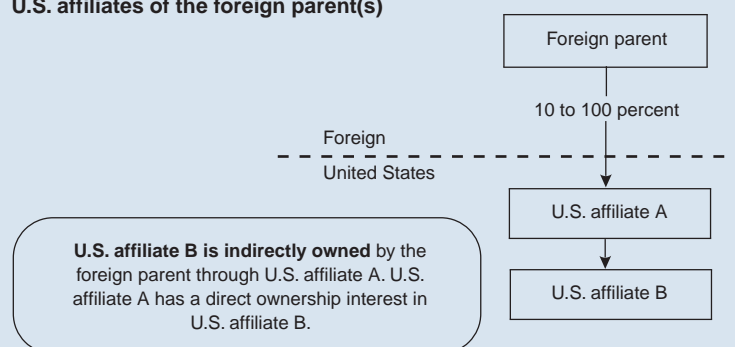 U.S. affiliates of the foreign parent(s)
Foreign parent
10 to 100 percent
Foreign
United States
U.S. affiliate A
U.S. affiliate B is indirectly owned by the
foreign parent through U.S. affiliate A. U.S.
affiliate A has a direct ownership interest in
U.S. affiliate B.
U.S. affiliate B